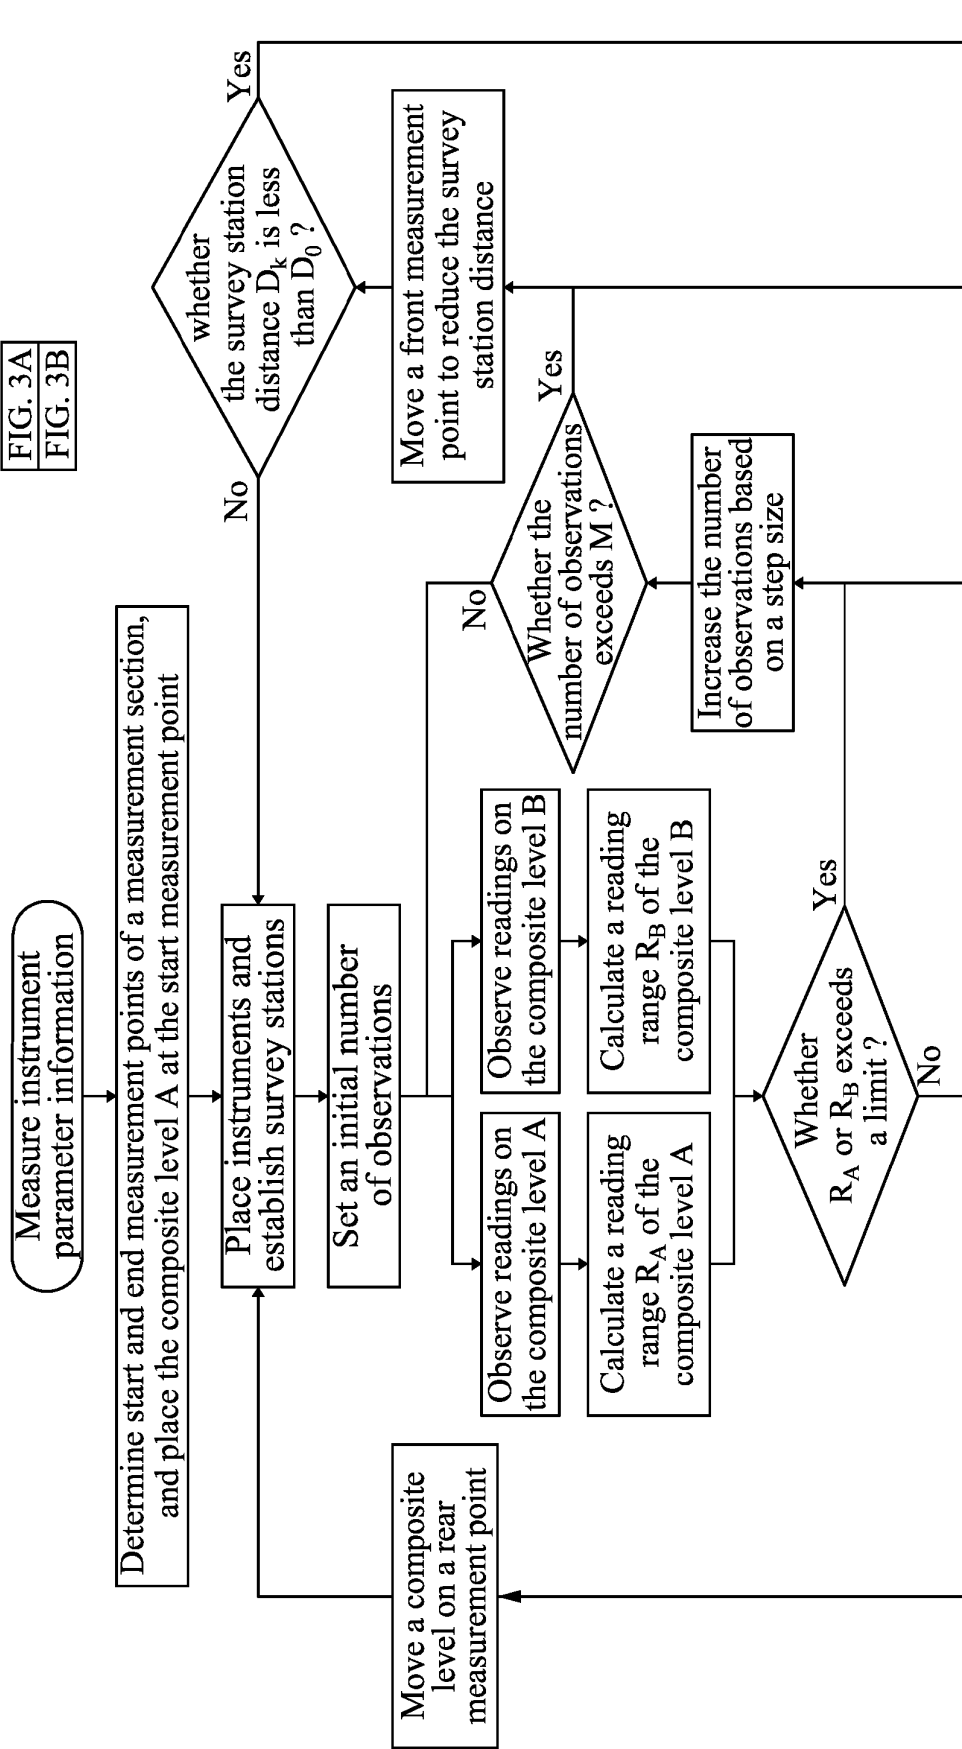 FIG. 3A
FIG. 3B
Measure instrument
parameter information
Determine start and end measurement points of a measurement section,
and place the composite level A at the start measurement point
Place instruments and
establish survey stations
Set an initial number
of observations
Observe readings on
the composite level A
Observe readings on
the composite level B
Calculate a reading
range RA of the
composite level A
Calculate a reading
range RB of the
composite level B
Whether
RA or RB exceeds
a limit ?
Yes
No
Increase the number
of observations based
on a step size
Whether the
number of observations
exceeds M ?
No
Yes
Move a front measurement
point to reduce the survey
station distance
whether
the survey station
distance Dk is less
than D0 ?
No
Yes
Move a composite
level on a rear
measurement point